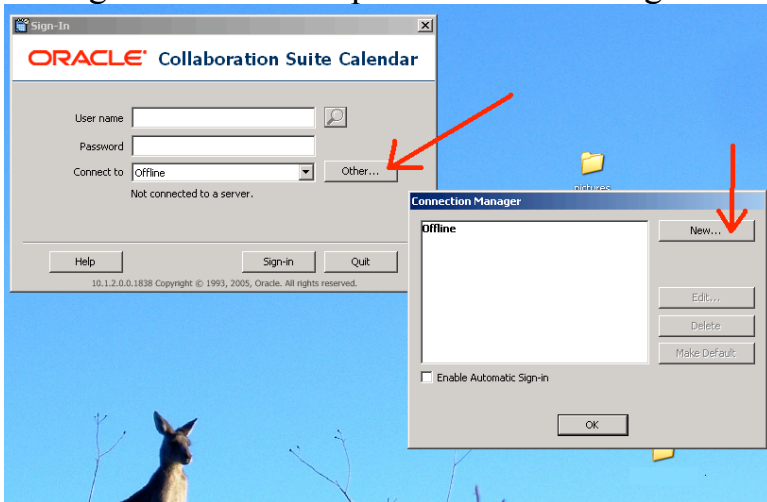 Sign-In
ORACLE® Collaboration Suite Calendar
User name
Password
Connect to Offline Other...
Not connected to a server.
Help Sign-in Quit
10.1.2.0.0.1838 Copyright © 1993, 2005, Oracle. All rights reserved.
pictures
Connection Manager
Offline New...
Edit...
Delete
Make Default
Enable Automatic Sign-in
OK